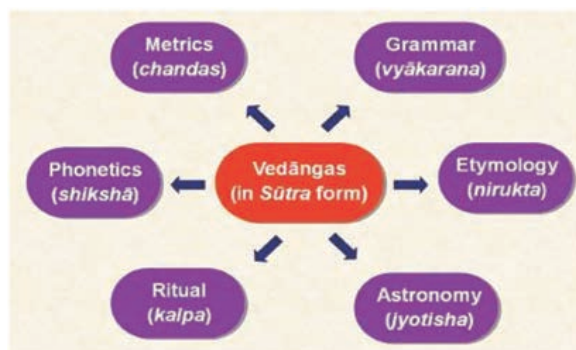 Metrics
(chandas)
Grammar
(vyākarana)
Phonetics
(shikshā)
Vedāngas
(in Sūtra form)
Etymology
(nirukta)
Ritual
(kalpa)
Astronomy
(jyotisha)